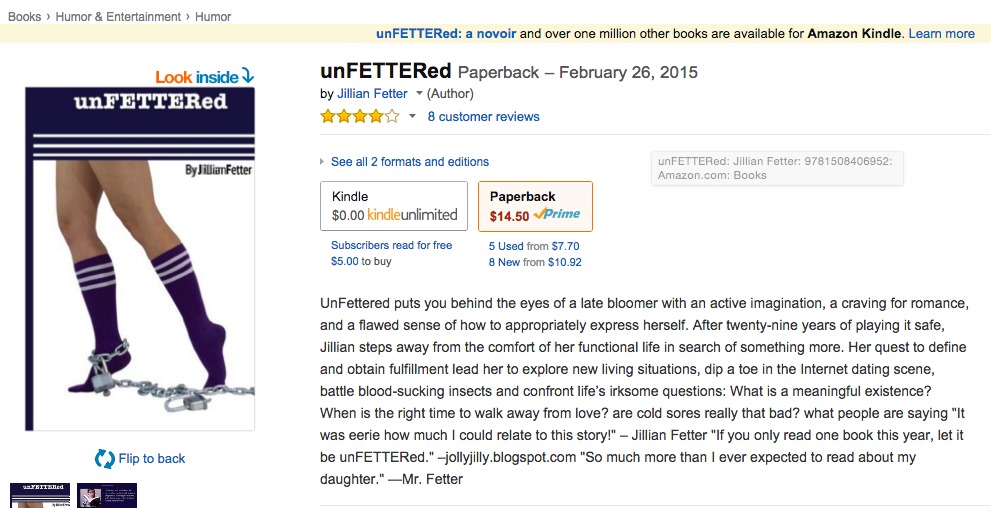 Books › Humor & Entertainment › Humor
unFETTERed: a novoir and over one million other books are available for Amazon Kindle. Learn more
Look inside
unFETTERed
By Jillian Fetter
Flip to back
unFETTERed
unFETTERed Paperback – February 26, 2015
by Jillian Fetter (Author)
8 customer reviews
See all 2 formats and editions
unFETTERed: Jillian Fetter: 9781508406952:
Amazon.com: Books
Kindle
$0.00 kindleunlimited
Subscribers read for free
$5.00 to buy
Paperback
$14.50 Prime
5 Used from $7.70
8 New from $10.92
UnFettered puts you behind the eyes of a late bloomer with an active imagination, a craving for romance,
and a flawed sense of how to appropriately express herself. After twenty-nine years of playing it safe,
Jillian steps away from the comfort of her functional life in search of something more. Her quest to define
and obtain fulfillment lead her to explore new living situations, dip a toe in the Internet dating scene,
battle blood-sucking insects and confront life's irksome questions: What is a meaningful existence?
When is the right time to walk away from love? are cold sores really that bad? what people are saying "It
was eerie how much I could relate to this story!" – Jillian Fetter "If you only read one book this year, let it
be unFETTERed." –jollyjilly.blogspot.com "So much more than I ever expected to read about my
daughter." —Mr. Fetter